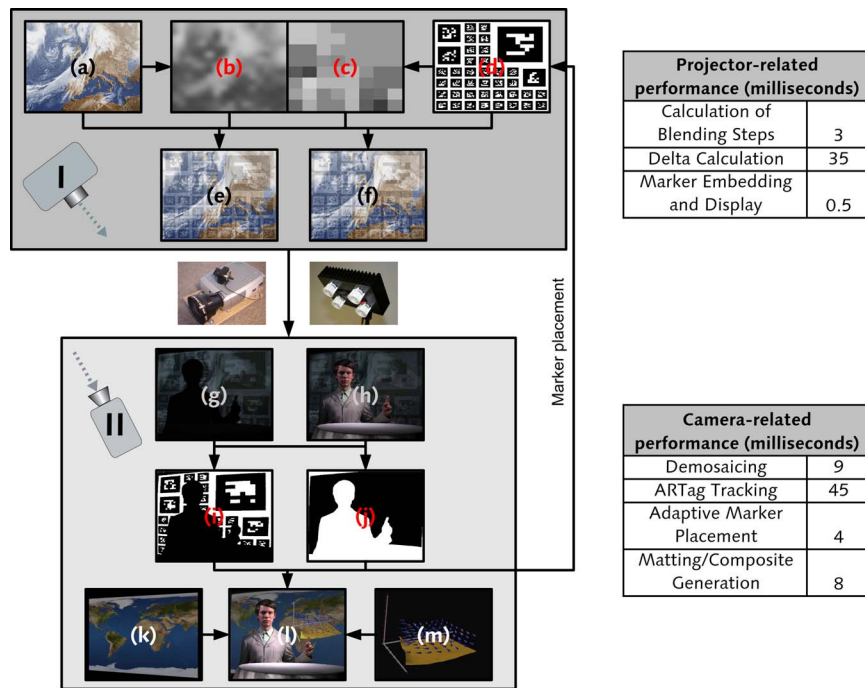 (a)
(b)
(c)
(d)
(e)
(f)
I
Marker placement
II
(g)
(h)
(i)
(j)
(k)
(l)
(m)
Projector-related
performance (milliseconds)
Calculation of
Blending Steps 3
Delta Calculation 35
Marker Embedding
and Display 0.5
Camera-related
performance (milliseconds)
Demosaicing 9
ARTag Tracking 45
Adaptive Marker
Placement 4
Matting/Composite
Generation 8